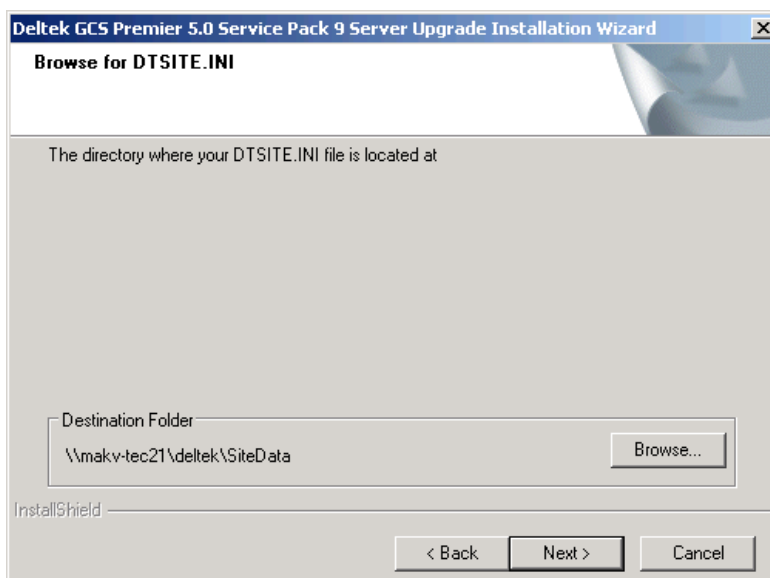 Deltek GCS Premier 5.0 Service Pack 9 Server Upgrade Installation Wizard
Browse for DTSITE.INI
The directory where your DTSITE.INI file is located at
Destination Folder
\\makv-tec21\deltek\SiteData
Browse...
InstallShield
< Back
Next >
Cancel